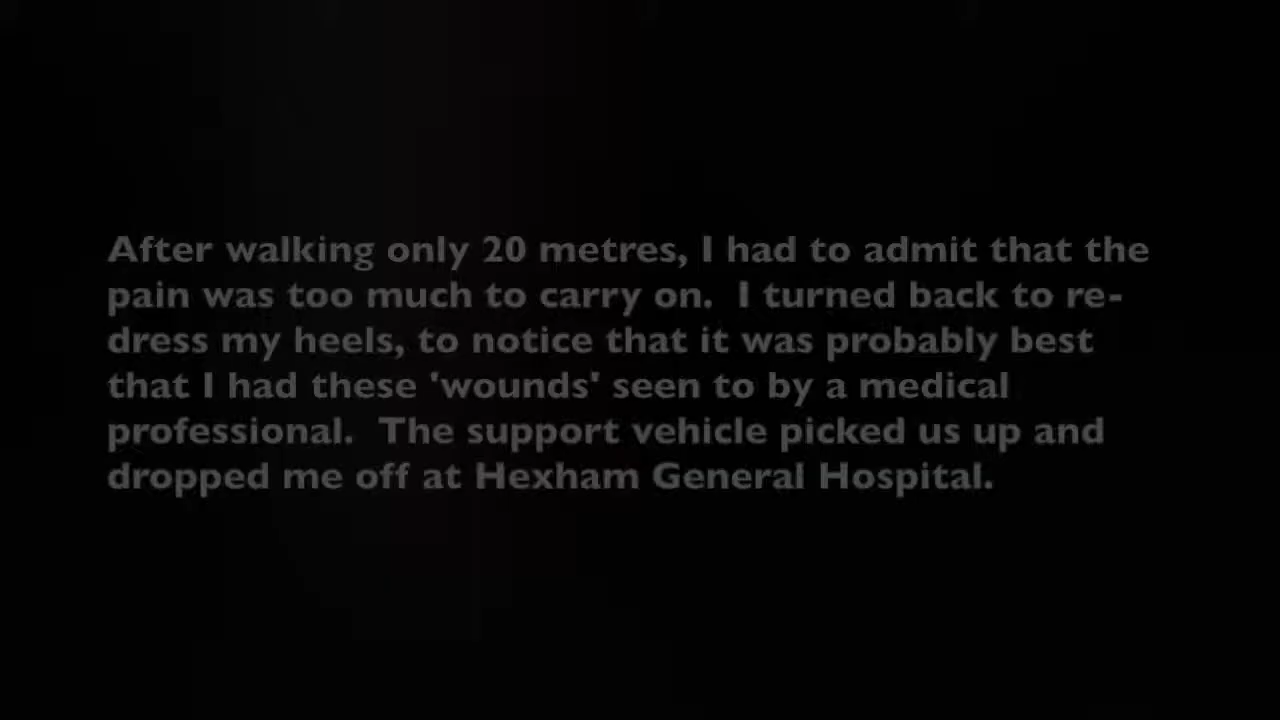 After walking only 20 metres, I had to admit that the
pain was too much to carry on.  I turned back to re-
dress my heels, to notice that it was probably best
that I had these 'wounds' seen to by a medical
professional.  The support vehicle picked us up and
dropped me off at Hexham General Hospital.